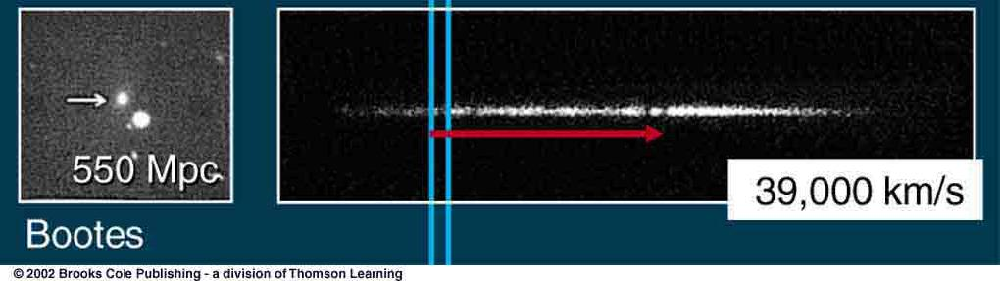 550 Mpc
39,000 km/s
Bootes
© 2002 Brooks Cole Publishing - a division of Thomson Learning